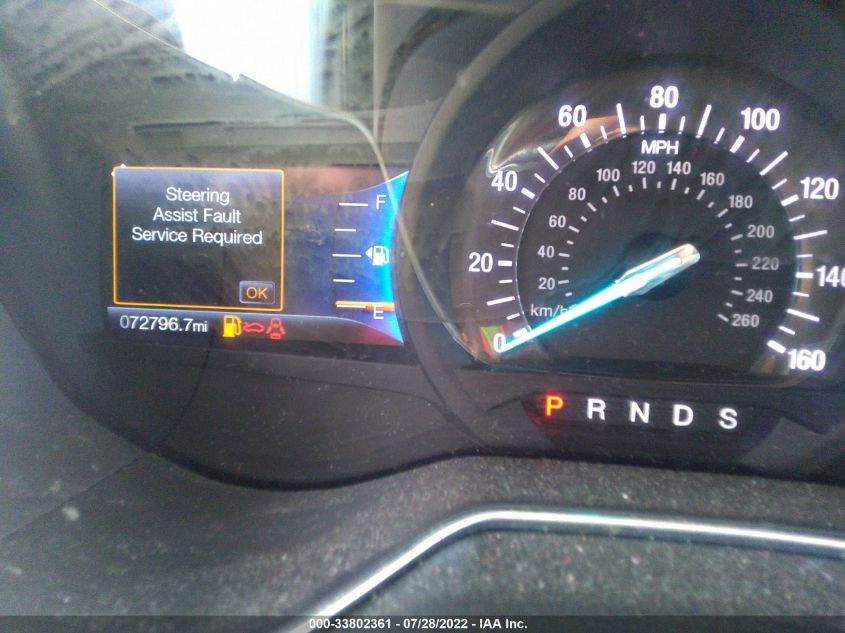 Steering
Assist Fault
Service Required
OK
072796.7mi
F
E
0 20 40 60 80 100 120 140 160
MPH
20 40 60 80 100 120 140 160 180 200 220 240 260
km/h
P R N D S
000-33802361 - 07/28/2022 - IAA Inc.